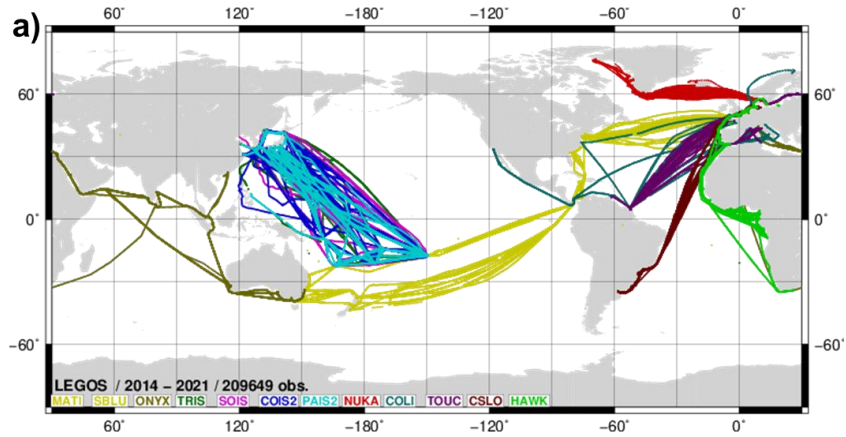 a)
60° 120° −180° −120° −60° 0°
60° 60°
0° 0°
−60° −60°
LEGOS / 2014 − 2021 / 209649 obs.
MATI SBLU ONYX TRIS SOIS COIS2 PAIS2 NUKA COLI TOUC CSLO HAWK
60° 120° −180° −120° −60° 0°